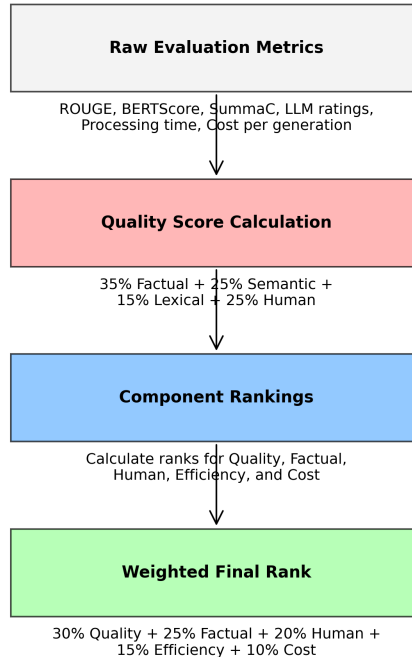 Raw Evaluation Metrics
ROUGE, BERTScore, SummaC, LLM ratings,
Processing time, Cost per generation
Quality Score Calculation
35% Factual + 25% Semantic +
15% Lexical + 25% Human
Component Rankings
Calculate ranks for Quality, Factual,
Human, Efficiency, and Cost
Weighted Final Rank
30% Quality + 25% Factual + 20% Human +
15% Efficiency + 10% Cost